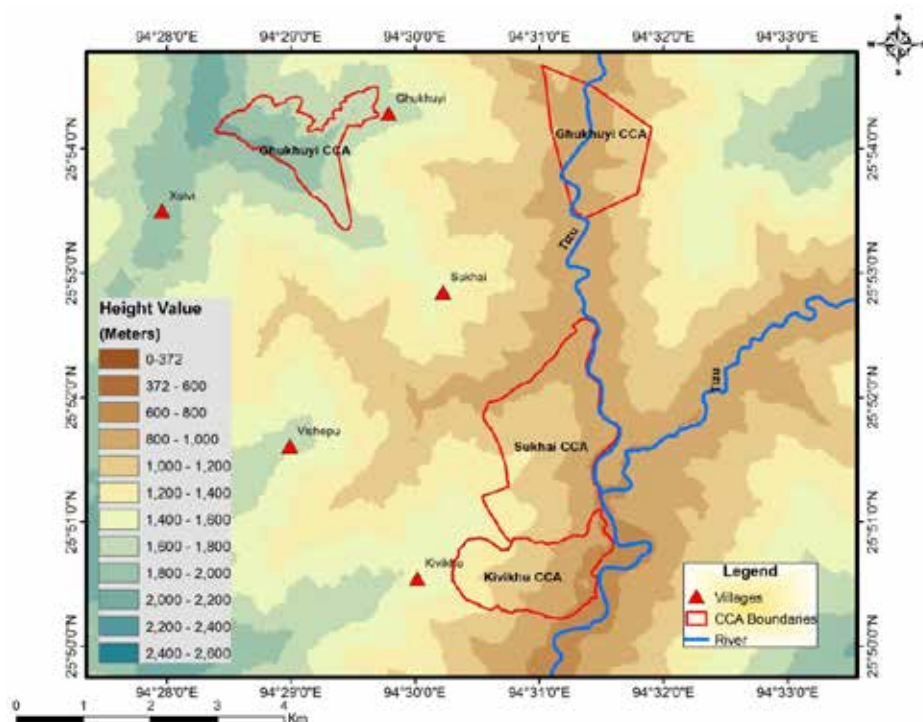 94°28'0"E 94°29'0"E 94°30'0"E 94°31'0"E 94°32'0"E 94°33'0"E
25°54'0"N 25°54'0"N
25°53'0"N 25°53'0"N
25°52'0"N 25°52'0"N
25°51'0"N 25°51'0"N
25°50'0"N 25°50'0"N
Ghukhuyi
Ghukhuyi CCA
Ghukhuyi CCA
Xoivi
Tizu
Sukhai
Tizu
Vishepu
Sukhai CCA
Kivikhu
Kivikhu CCA
Height Value
(Meters)
0-372
372 - 600
600 - 800
800 - 1,000
1,000 - 1,200
1,200 - 1,400
1,400 - 1,600
1,600 - 1,800
1,800 - 2,000
2,000 - 2,200
2,200 - 2,400
2,400 - 2,600
Legend
Villages
CCA Boundaries
River
94°28'0"E 94°29'0"E 94°30'0"E 94°31'0"E 94°32'0"E 94°33'0"E
0 1 2 3 4
Km